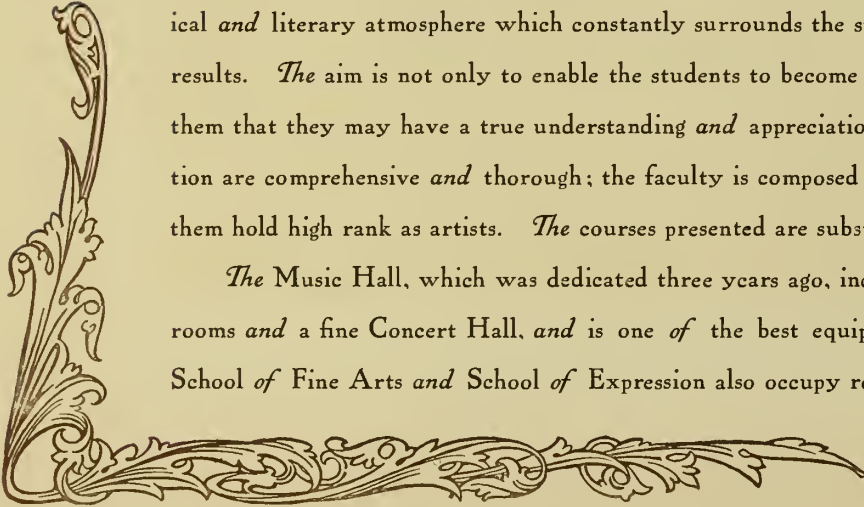 ical and literary atmosphere which constantly surrounds the s
results. The aim is not only to enable the students to become
them that they may have a true understanding and appreciatio
tion are comprehensive and thorough; the faculty is composed
them hold high rank as artists. The courses presented are subs
The Music Hall, which was dedicated three years ago, inc
rooms and a fine Concert Hall, and is one of the best equip
School of Fine Arts and School of Expression also occupy r